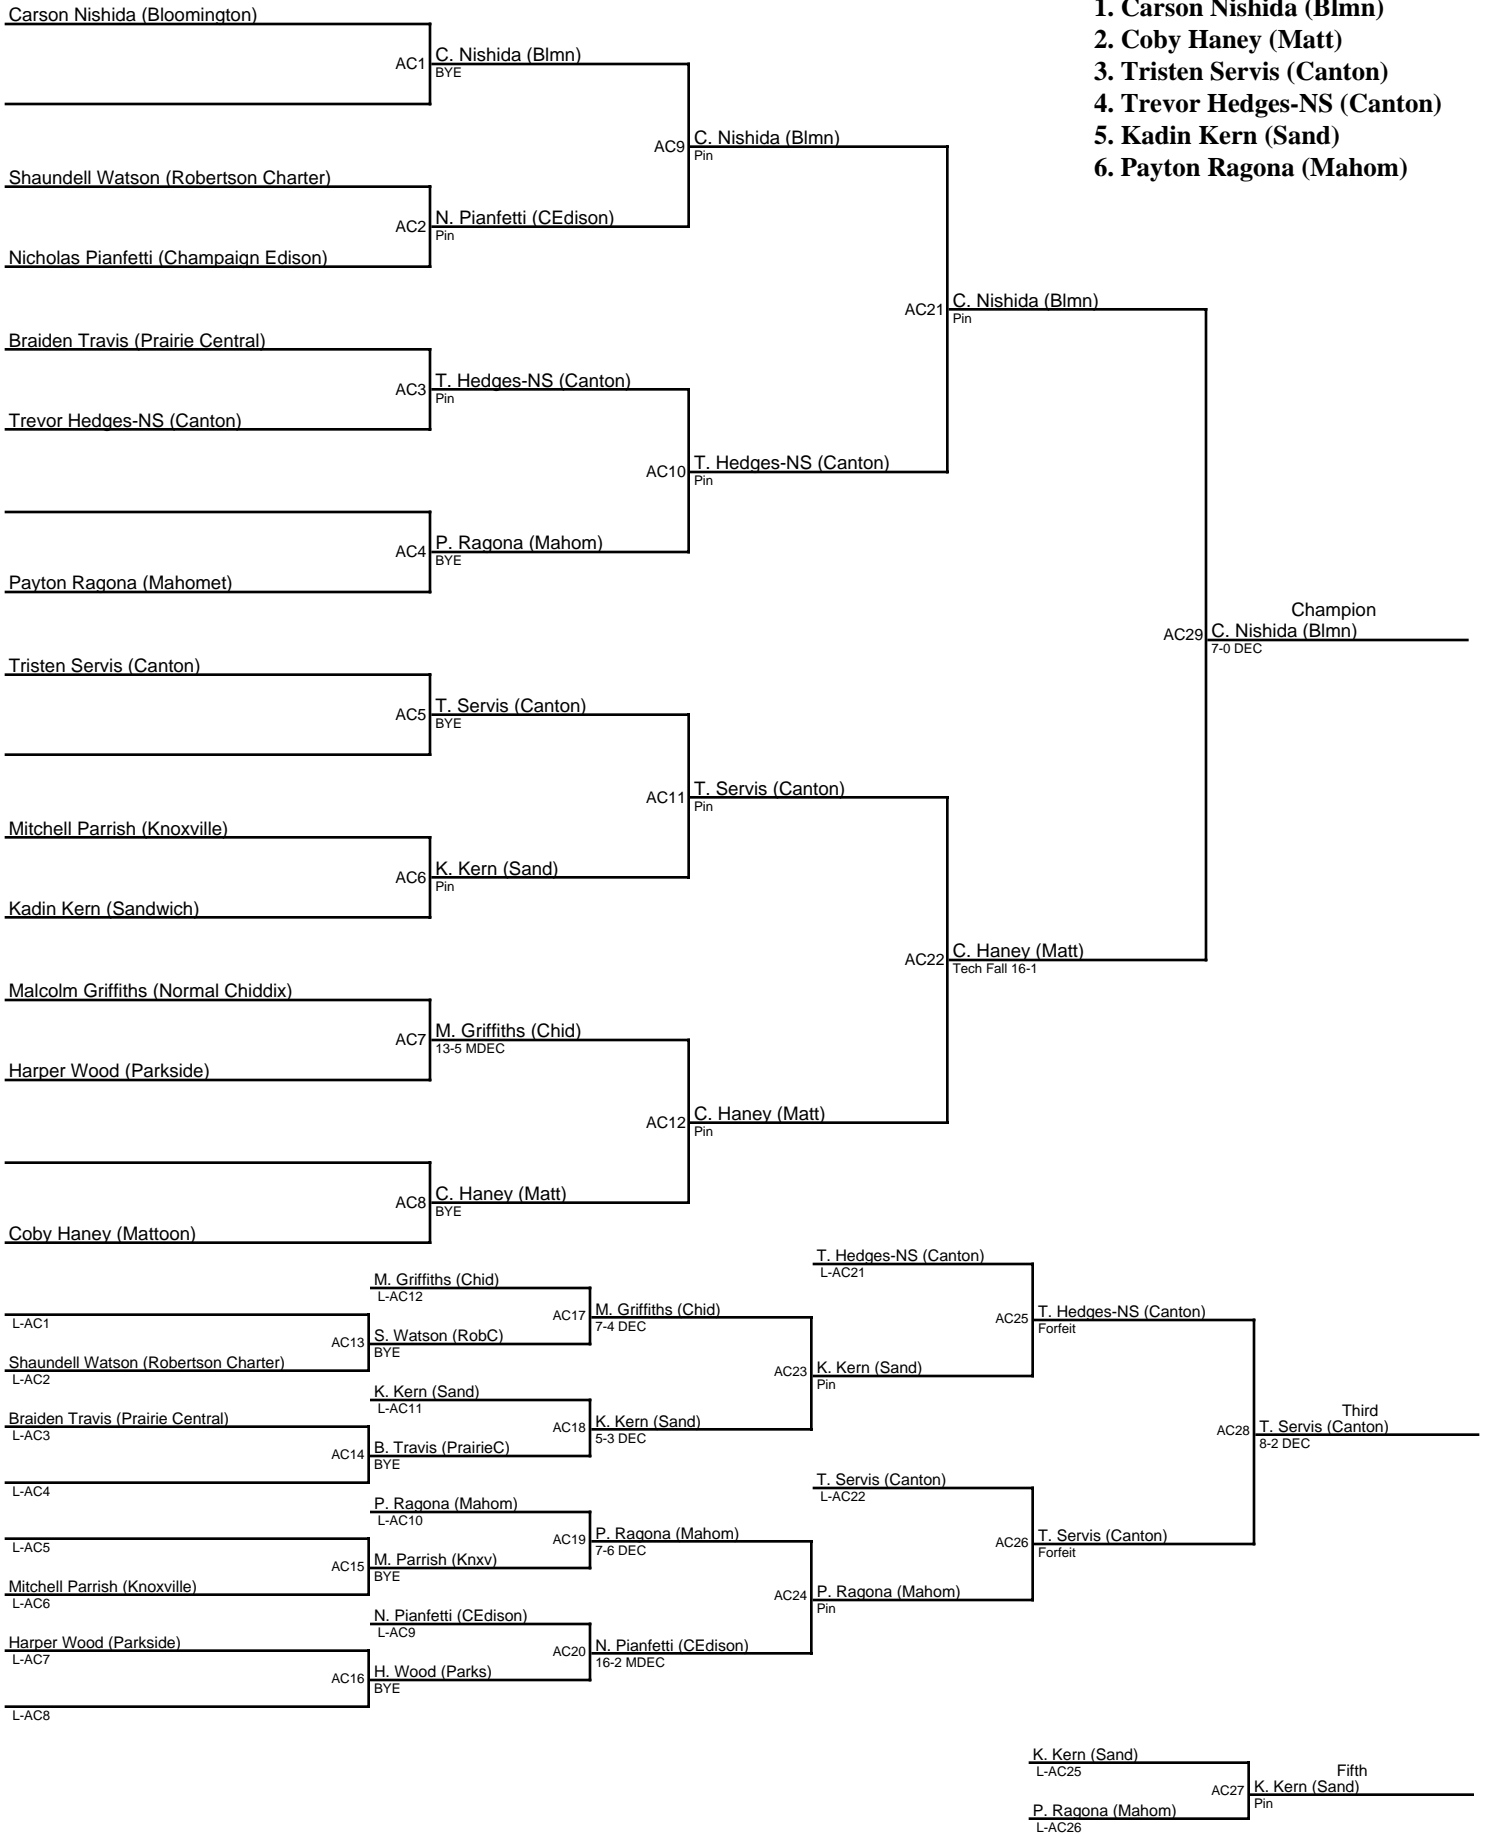 1. Carson Nishida (Blmn)
2. Coby Haney (Matt)
3. Tristen Servis (Canton)
4. Trevor Hedges-NS (Canton)
5. Kadin Kern (Sand)
6. Payton Ragona (Mahom)
Carson Nishida (Bloomington)
AC1
C. Nishida (Blmn)
BYE
Shaundell Watson (Robertson Charter)
AC2
N. Pianfetti (CEdison)
Pin
Nicholas Pianfetti (Champaign Edison)
AC9
C. Nishida (Blmn)
Pin
Braiden Travis (Prairie Central)
AC3
T. Hedges-NS (Canton)
Pin
Trevor Hedges-NS (Canton)
AC10
T. Hedges-NS (Canton)
Pin
AC4
P. Ragona (Mahom)
BYE
Payton Ragona (Mahomet)
AC21
C. Nishida (Blmn)
Pin
Champion
AC29
C. Nishida (Blmn)
7-0 DEC
Tristen Servis (Canton)
AC5
T. Servis (Canton)
BYE
AC11
T. Servis (Canton)
Pin
Mitchell Parrish (Knoxville)
AC6
K. Kern (Sand)
Pin
Kadin Kern (Sandwich)
AC22
C. Haney (Matt)
Tech Fall 16-1
Malcolm Griffiths (Normal Chiddix)
AC7
M. Griffiths (Chid)
13-5 MDEC
Harper Wood (Parkside)
AC12
C. Haney (Matt)
Pin
AC8
C. Haney (Matt)
BYE
Coby Haney (Mattoon)
L-AC1
AC13
S. Watson (RobC)
BYE
Shaundell Watson (Robertson Charter)
L-AC2
M. Griffiths (Chid)
L-AC12
AC17
M. Griffiths (Chid)
7-4 DEC
Braiden Travis (Prairie Central)
L-AC3
AC14
B. Travis (PrairieC)
BYE
L-AC4
K. Kern (Sand)
L-AC11
AC18
K. Kern (Sand)
5-3 DEC
AC23
K. Kern (Sand)
Pin
T. Hedges-NS (Canton)
L-AC21
AC25
T. Hedges-NS (Canton)
Forfeit
L-AC5
AC15
M. Parrish (Knxv)
BYE
Mitchell Parrish (Knoxville)
L-AC6
P. Ragona (Mahom)
L-AC10
AC19
P. Ragona (Mahom)
7-6 DEC
Harper Wood (Parkside)
L-AC7
AC16
H. Wood (Parks)
BYE
L-AC8
N. Pianfetti (CEdison)
L-AC9
AC20
N. Pianfetti (CEdison)
16-2 MDEC
AC24
P. Ragona (Mahom)
Pin
T. Servis (Canton)
L-AC22
AC26
T. Servis (Canton)
Forfeit
Third
AC28
T. Servis (Canton)
8-2 DEC
K. Kern (Sand)
L-AC25
Fifth
AC27
K. Kern (Sand)
Pin
P. Ragona (Mahom)
L-AC26